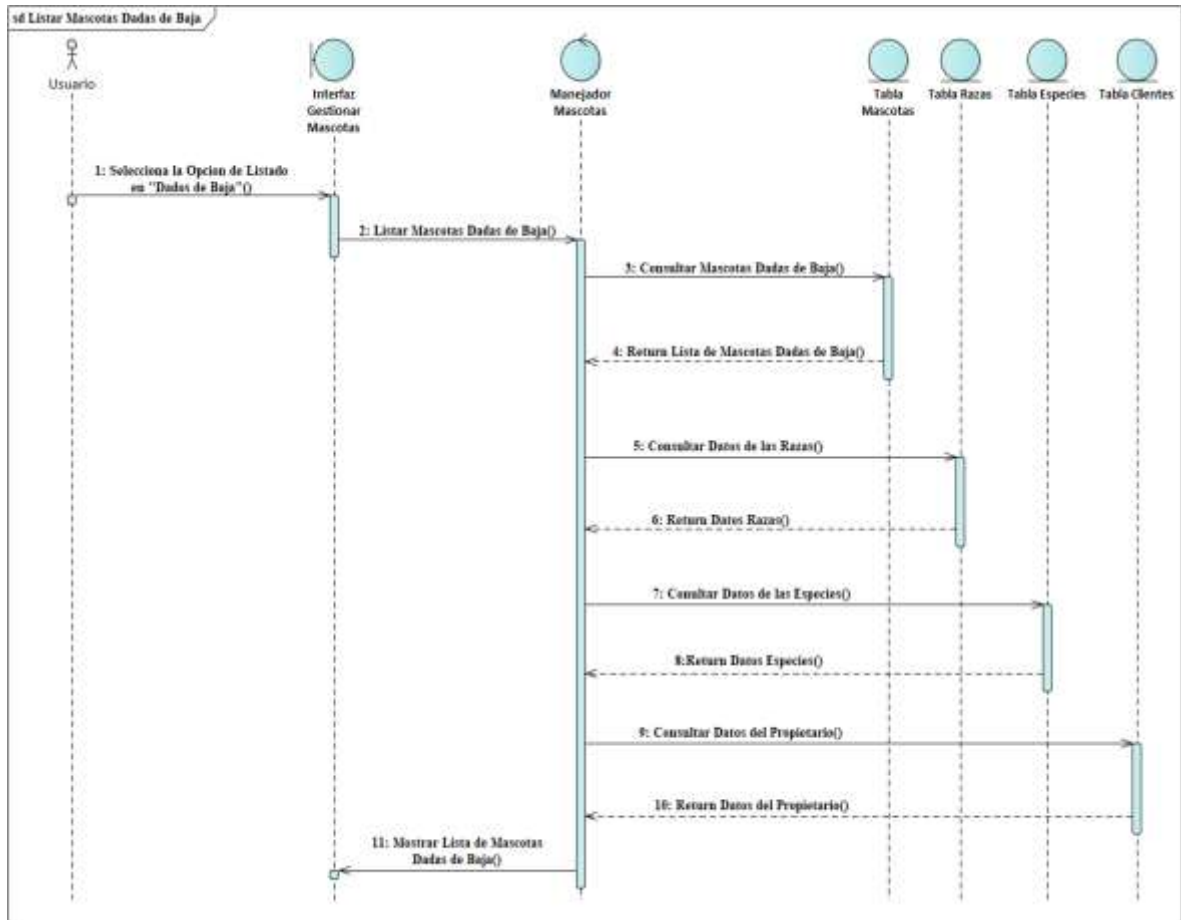 sd Listar Mascotas Dadas de Baja
Usuario
Interfaz
Gestionar
Mascotas
Manejador
Mascotas
Tabla
Mascotas
Tabla Razas
Tabla Especies
Tabla Clientes
1: Selecciona la Opcion de Listado
en "Dados de Baja"()
2: Listar Mascotas Dadas de Baja()
3: Consultar Mascotas Dadas de Baja()
4: Return Lista de Mascotas Dadas de Baja()
5: Consultar Datos de las Razas()
6: Return Datos Razas()
7: Consultar Datos de las Especies()
8:Return Datos Especies()
9: Consultar Datos del Propietario()
10: Return Datos del Propietario()
11: Mostrar Lista de Mascotas
Dadas de Baja()